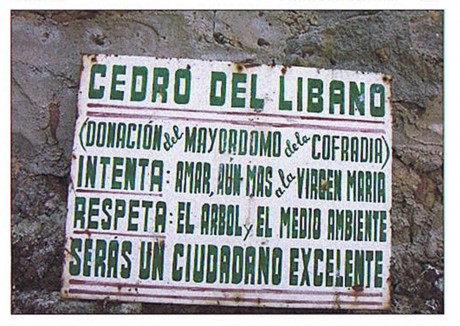 CEDRO DEL LIBANO
(DONACIÓN del MAYORDOMO de la COFRADIA)
INTENTA: AMAR, AÚN MAS a la VIRGEN MARIA
RESPETA: EL ARBOL y EL MEDIO AMBIENTE
SERÁS UN CIUDADANO EXCELENTE